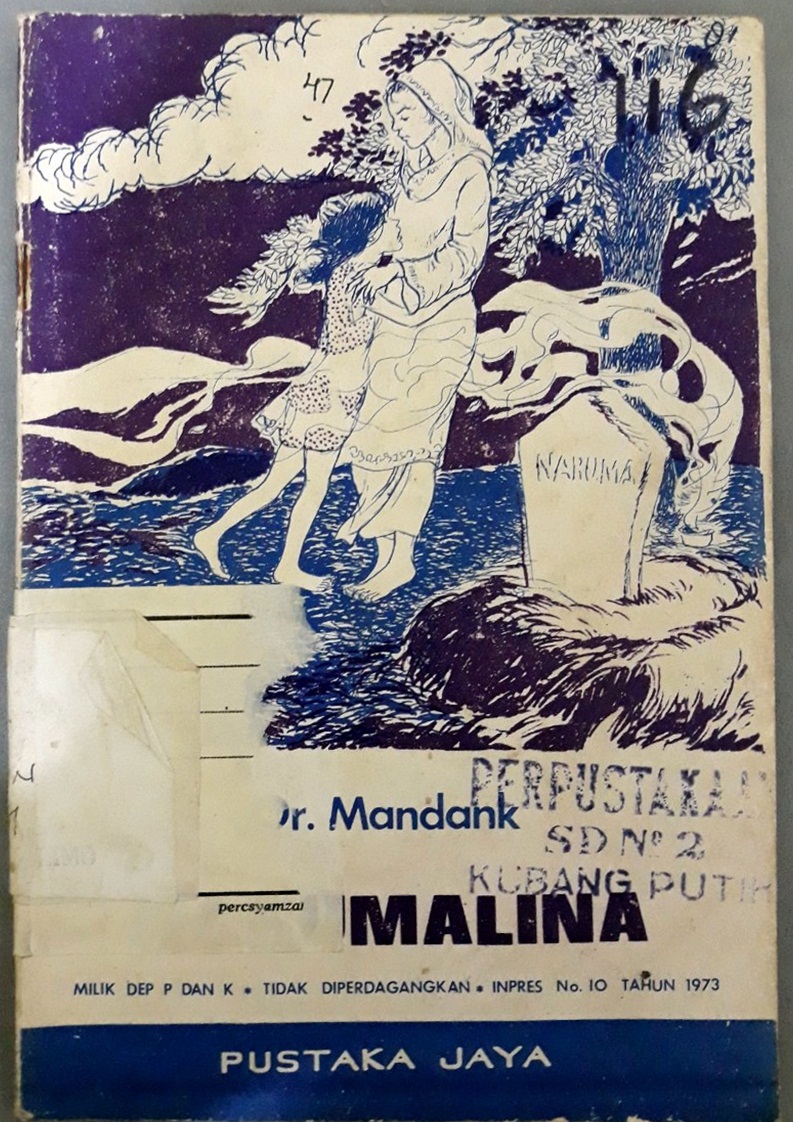 47
116
NARUMA
Dr. Mandank
PERPUSTAKAAN
SD No 2
KUBANG PUTIH
percsyamza
MALINA
MILIK DEP P DAN K • TIDAK DIPERDAGANGKAN • INPRES No. 10 TAHUN 1973
PUSTAKA JAYA